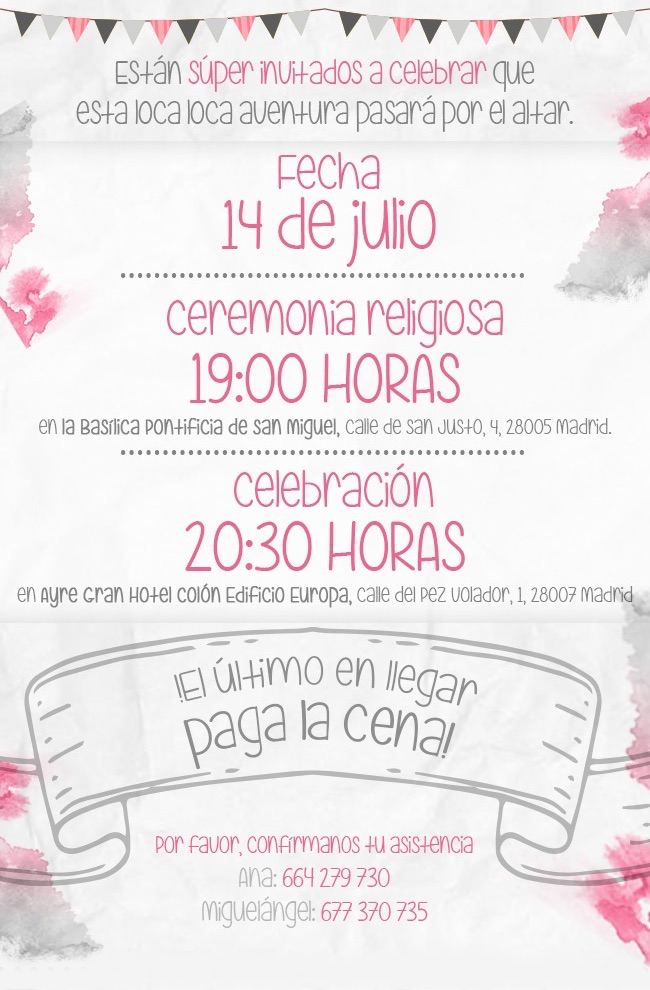 Están súper invitados a celebrar que
esta loca loca aventura pasará por el altar.
Fecha
14 de julio
ceremonia religiosa
19:00 HORAS
en la Basílica Pontificia de San Miguel, calle de San Justo, 4, 28005 Madrid.
celebración
20:30 HORAS
en Ayre Gran Hotel Colón Edificio Europa, calle del Pez Volador, 1, 28007 Madrid
¡El último en llegar
paga la cena!
Por favor, confírmanos tu asistencia
Ana: 664 279 730
Miguelángel: 677 370 735